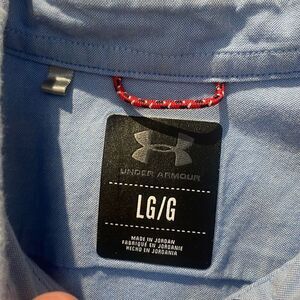 UNDER ARMOUR
LG/G
MADE IN JORDAN
FABRIQUÉ EN JORDANIE
HECHO EN JORDANIA